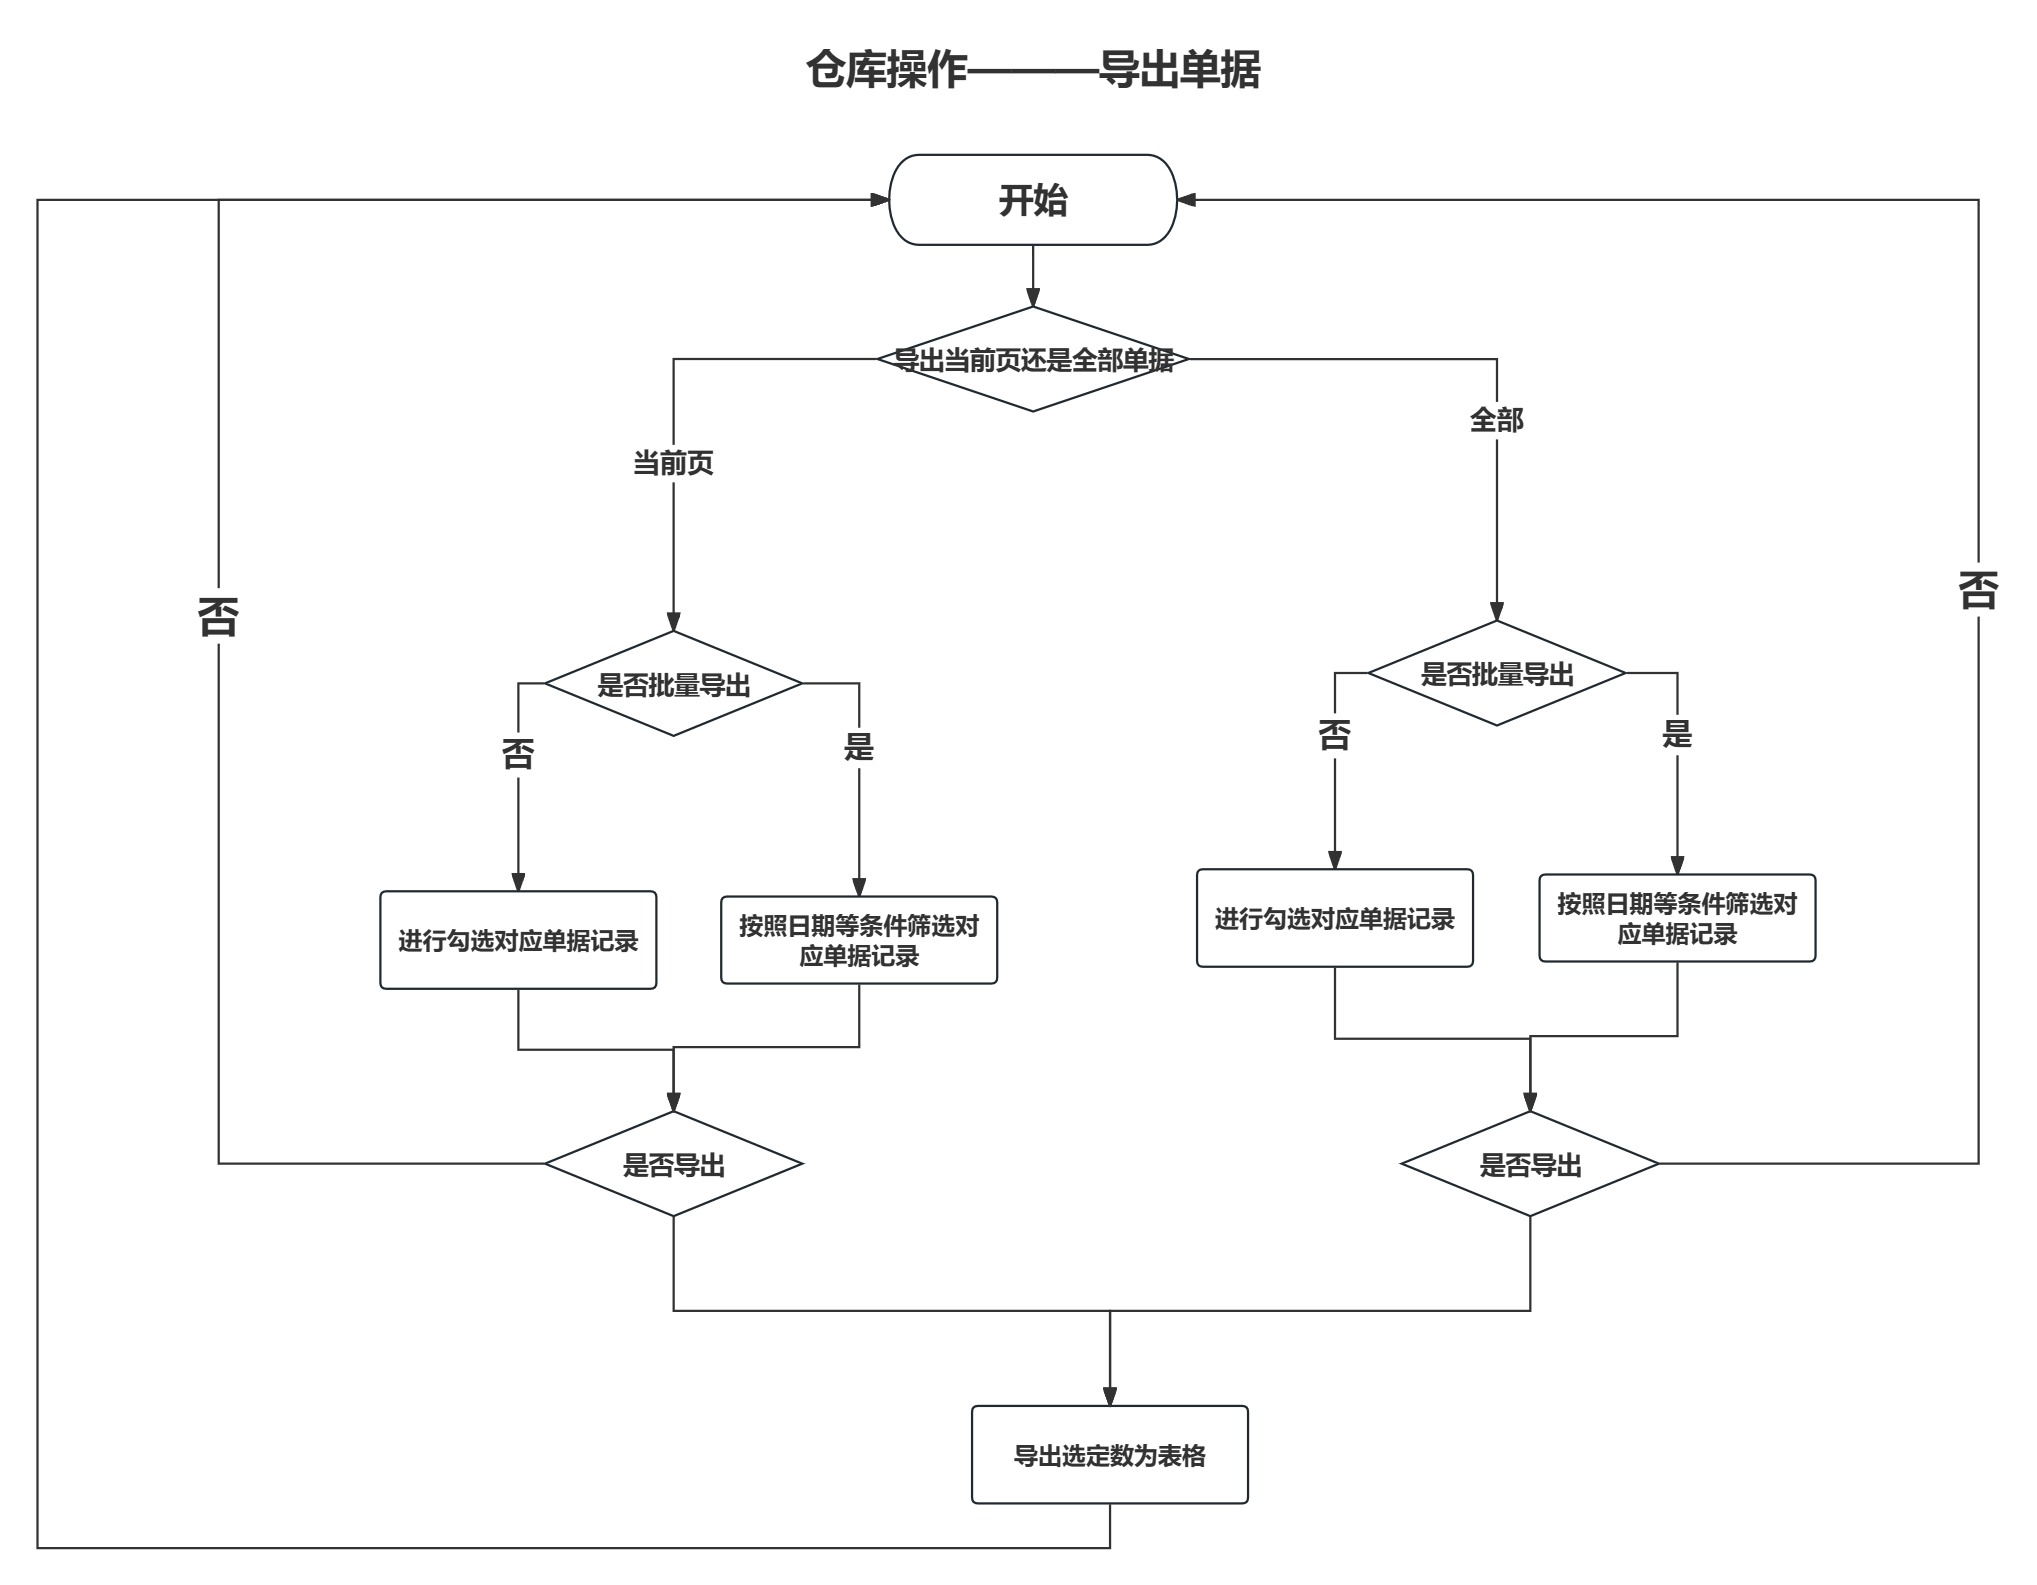 仓库操作———导出单据
开始
导出当前页还是全部单据
当前页
全部
否
否
是否批量导出
是否批量导出
否
是
否
是
进行勾选对应单据记录
按照日期等条件筛选对
应单据记录
进行勾选对应单据记录
按照日期等条件筛选对
应单据记录
是否导出
是否导出
导出选定数为表格